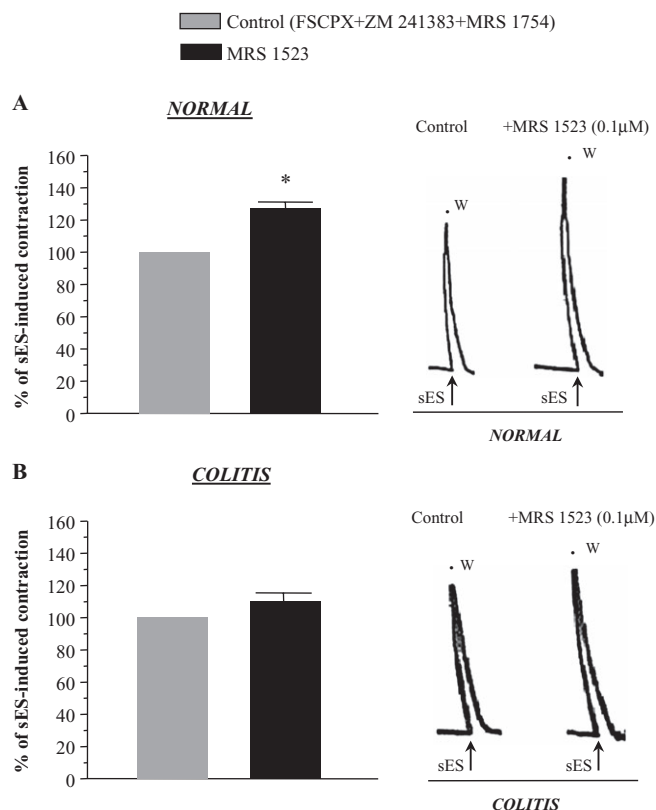 Control (FSCPX+ZM 241383+MRS 1754)
MRS 1523
A
NORMAL
% of sES-induced contraction
160
140
120
100
80
60
40
20
0
*
Control
+MRS 1523 (0.1μM)
W
W
sES
sES
NORMAL
B
COLITIS
% of sES-induced contraction
160
140
120
100
80
60
40
20
0
Control
+MRS 1523 (0.1μM)
W
W
sES
sES
COLITIS